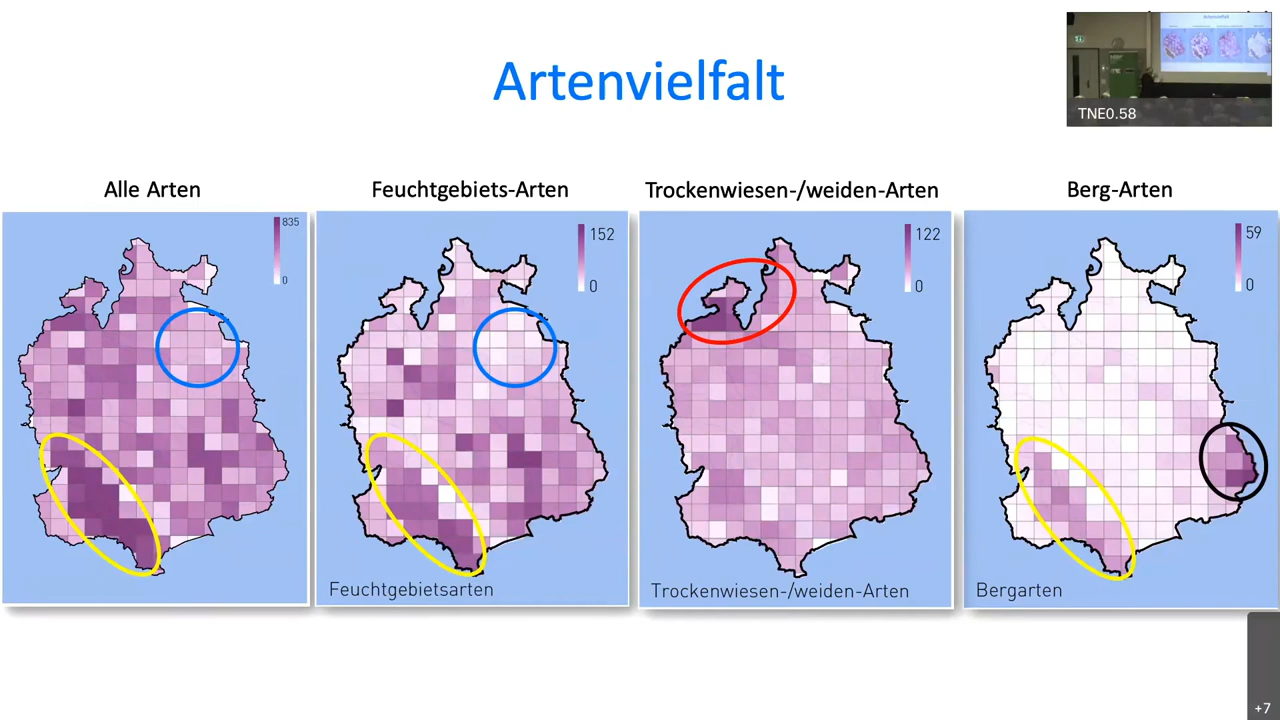 Artenvielfalt
TNE0.58
Alle Arten
Feuchtgebiets-Arten
Trockenwiesen-/weiden-Arten
Berg-Arten
835
0
152
0
122
0
59
0
Feuchtgebietsarten
Trockenwiesen-/weiden-Arten
Bergarten
+7